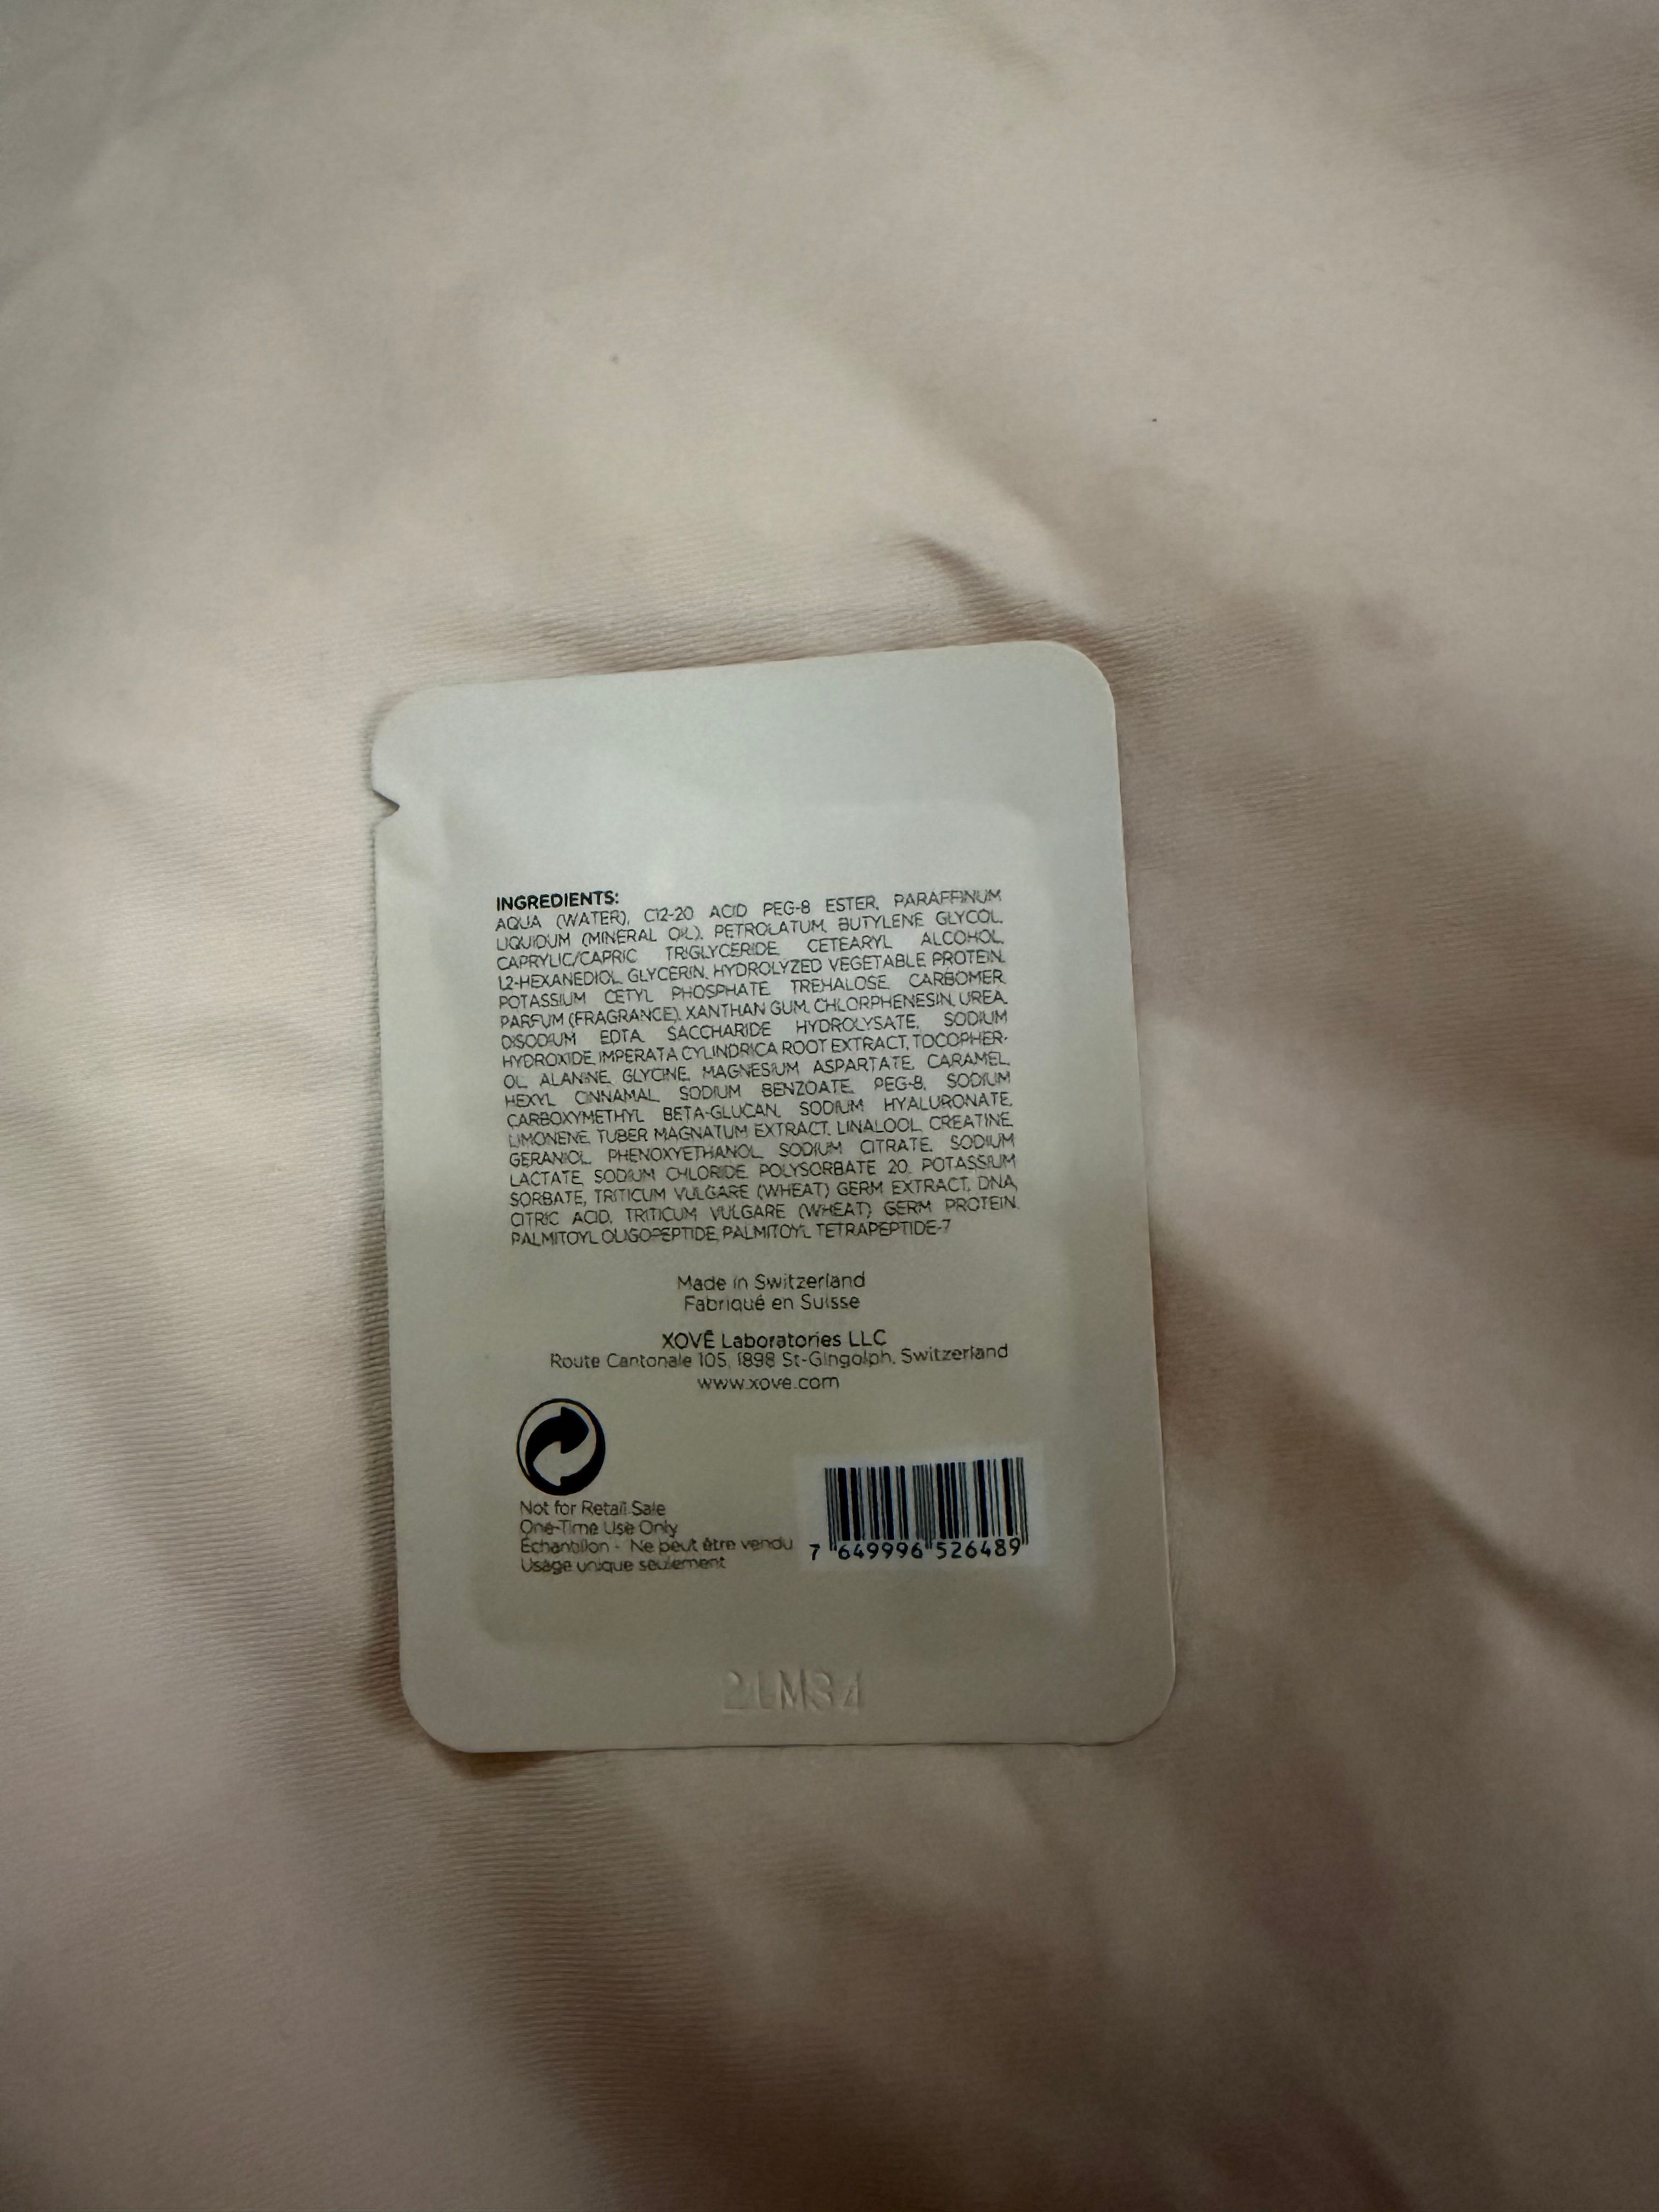 INGREDIENTS:
AQUA (WATER), C12-20 ACID PEG-8 ESTER, PARAFFINUM
LIQUIDUM (MINERAL OIL), PETROLATUM, BUTYLENE GLYCOL,
CAPRYLIC/CAPRIC TRIGLYCERIDE, CETEARYL ALCOHOL,
1,2-HEXANEDIOL, GLYCERIN, HYDROLYZED VEGETABLE PROTEIN,
POTASSIUM CETYL PHOSPHATE, TREHALOSE, CARBOMER,
PARFUM (FRAGRANCE), XANTHAN GUM, CHLORPHENESIN, UREA,
DISODIUM EDTA, SACCHARIDE HYDROLYSATE, SODIUM
HYDROXIDE, IMPERATA CYLINDRICA ROOT EXTRACT, TOCOPHER-
OL, ALANINE, GLYCINE, MAGNESIUM ASPARTATE, CARAMEL,
HEXYL CINNAMAL, SODIUM BENZOATE, PEG-8, SODIUM
CARBOXYMETHYL BETA-GLUCAN, SODIUM HYALURONATE,
LIMONENE, TUBER MAGNATUM EXTRACT, LINALOOL, CREATINE,
GERANIOL, PHENOXYETHANOL, SODIUM CITRATE, SODIUM
LACTATE, SODIUM CHLORIDE, POLYSORBATE 20, POTASSIUM
SORBATE, TRITICUM VULGARE (WHEAT) GERM EXTRACT, DNA,
CITRIC ACID, TRITICUM VULGARE (WHEAT) GERM PROTEIN,
PALMITOYL OLIGOPEPTIDE, PALMITOYL TETRAPEPTIDE-7
Made in Switzerland
Fabriqué en Suisse
XOVĒ Laboratories LLC
Route Cantonale 105, 1898 St-Gingolph, Switzerland
www.xove.com
Not for Retail Sale
One-Time Use Only
Échantillon - Ne peut être vendu
Usage unique seulement
7 649996 526489
21M34